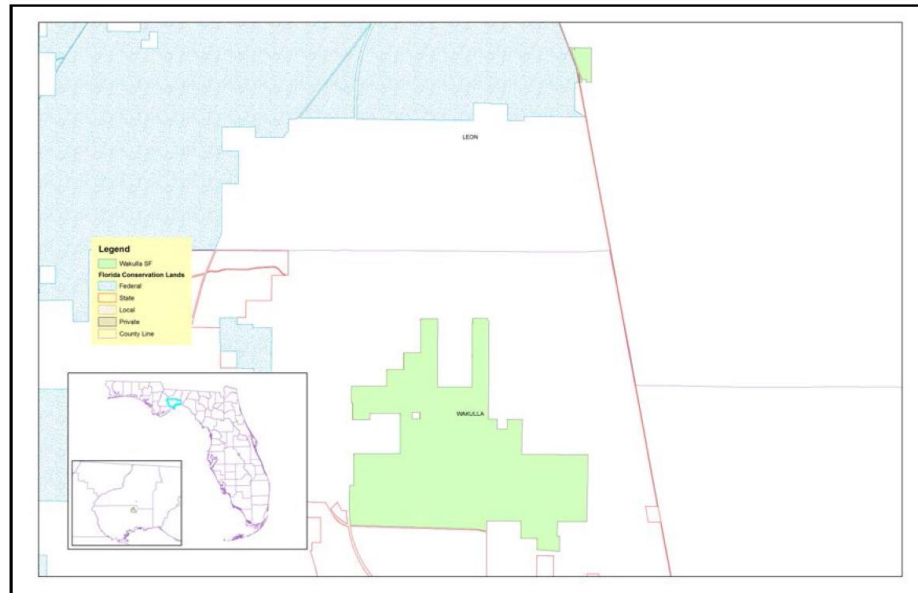 LEON
Legend
Wakulla SF
Florida Conservation Lands
Federal
State
Local
Private
County Line
WAKULLA